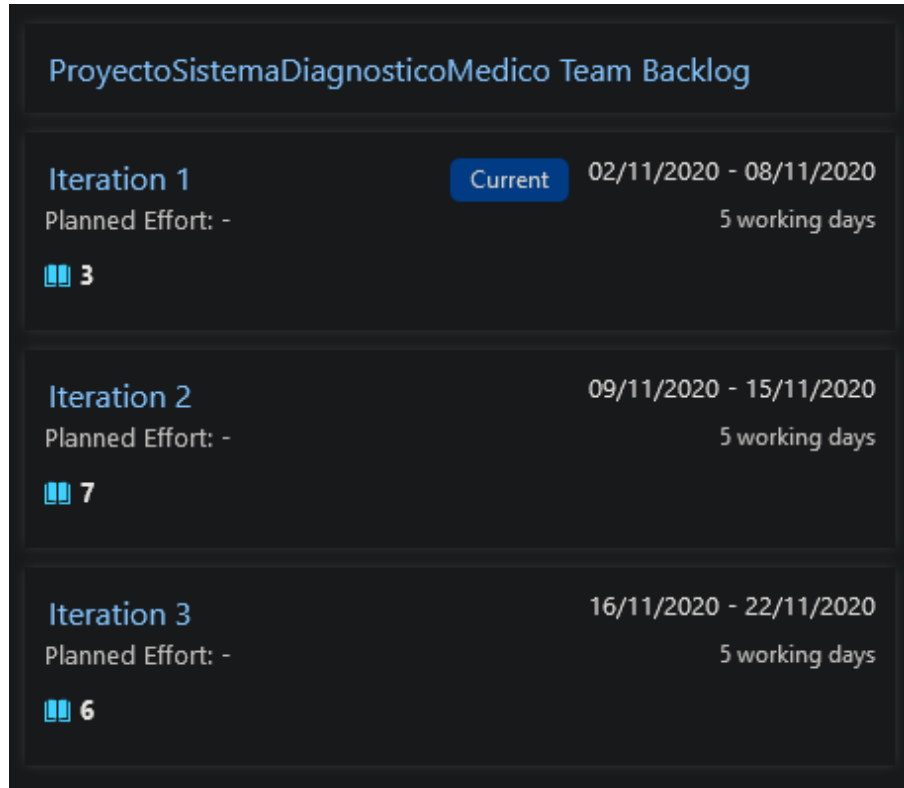 ProyectoSistemaDiagnosticoMedico Team Backlog
Iteration 1
Current
02/11/2020 - 08/11/2020
Planned Effort: -
5 working days
3
Iteration 2
09/11/2020 - 15/11/2020
Planned Effort: -
5 working days
7
Iteration 3
16/11/2020 - 22/11/2020
Planned Effort: -
5 working days
6